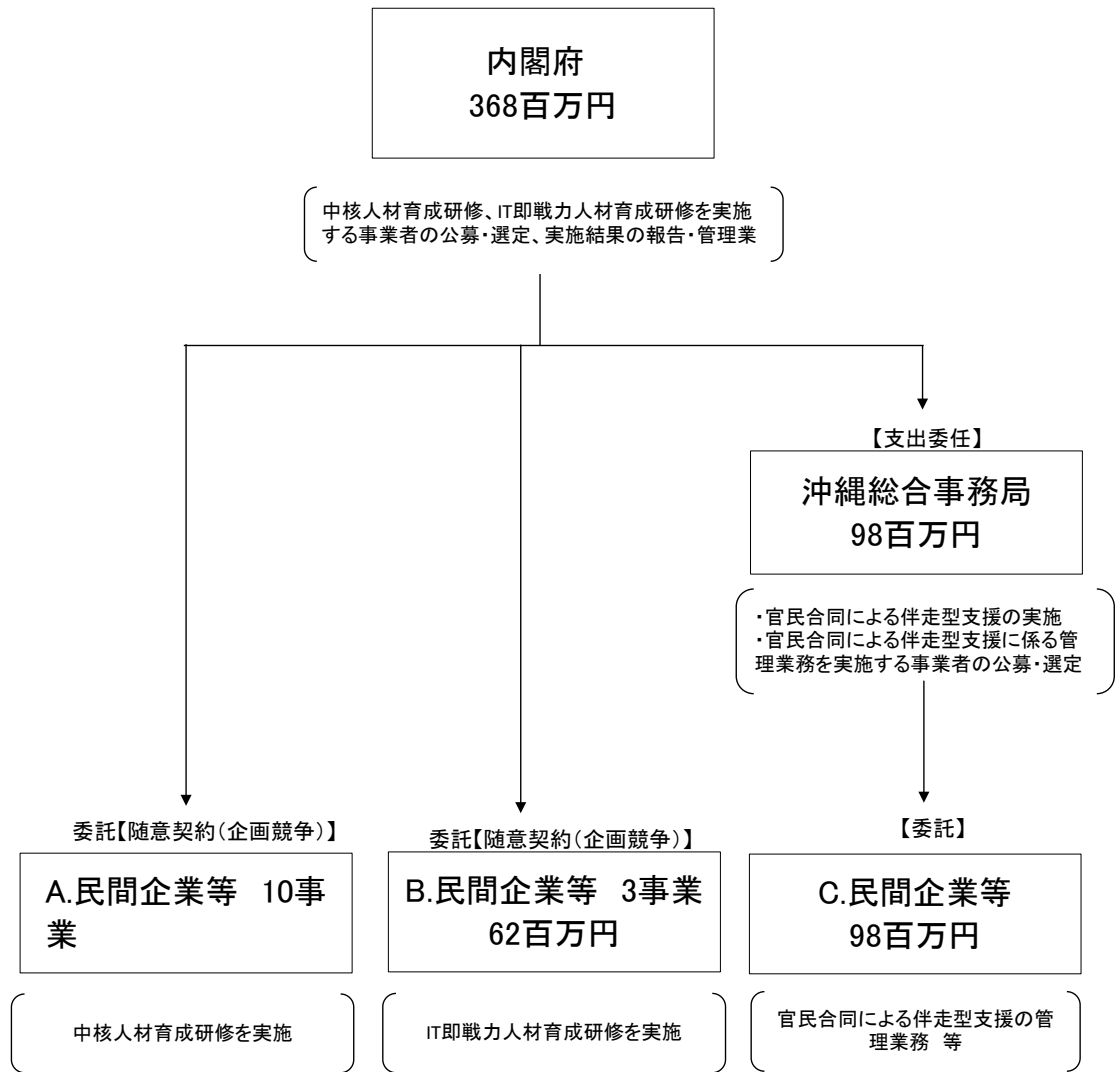 内閣府
368百万円
中核人材育成研修、IT即戦力人材育成研修を実施
する事業者の公募・選定、実施結果の報告・管理業
【支出委任】
沖縄総合事務局
98百万円
・官民合同による伴走型支援の実施
・官民合同による伴走型支援に係る管
理業務を実施する事業者の公募・選定
委託【随意契約（企画競争）】
A.民間企業等　10事
業
中核人材育成研修を実施
委託【随意契約（企画競争）】
B.民間企業等　3事業
62百万円
IT即戦力人材育成研修を実施
【委託】
C.民間企業等
98百万円
官民合同による伴走型支援の管
理業務　等